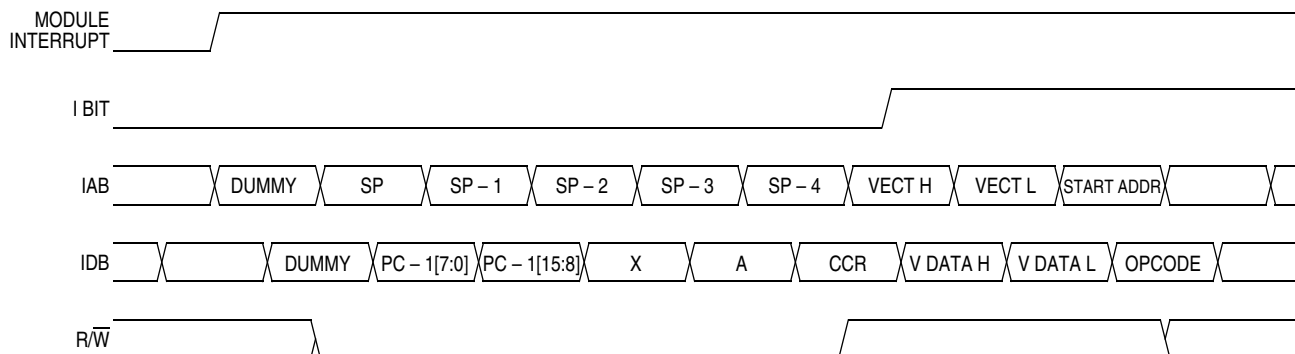 MODULE
INTERRUPT
I BIT
IAB DUMMY SP SP – 1 SP – 2 SP – 3 SP – 4 VECT H VECT L START ADDR
IDB DUMMY PC – 1[7:0] PC – 1[15:8] X A CCR V DATA H V DATA L OPCODE
R/W̅